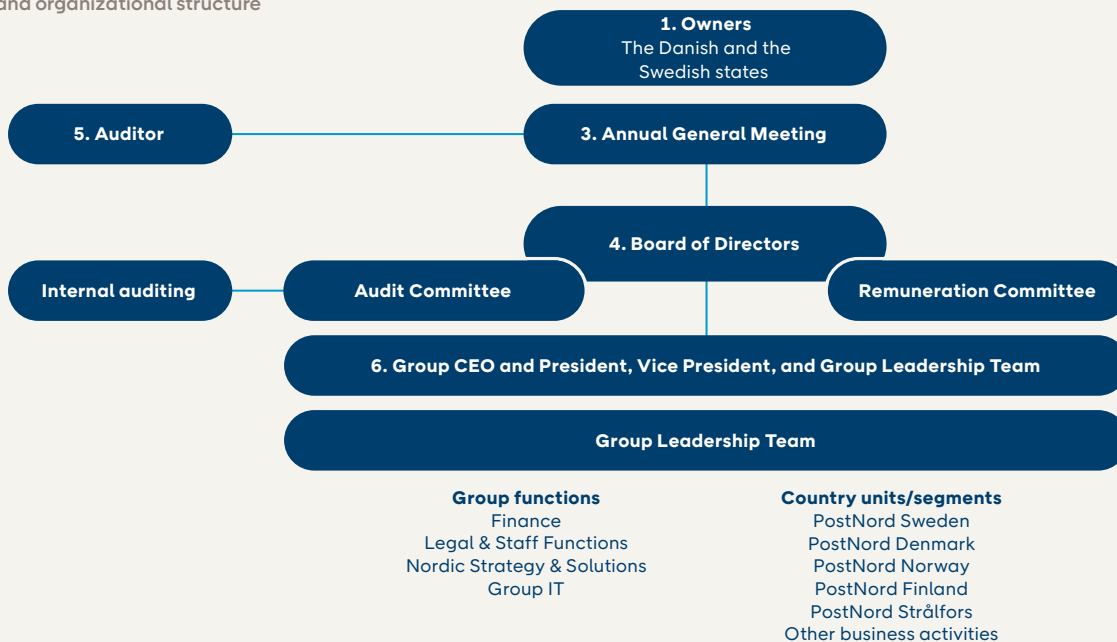 and organizational structure
1. Owners
The Danish and the
Swedish states
5. Auditor
3. Annual General Meeting
4. Board of Directors
Internal auditing
Audit Committee
Remuneration Committee
6. Group CEO and President, Vice President, and Group Leadership Team
Group Leadership Team
Group functions
Finance
Legal & Staff Functions
Nordic Strategy & Solutions
Group IT
Country units/segments
PostNord Sweden
PostNord Denmark
PostNord Norway
PostNord Finland
PostNord Strålfors
Other business activities